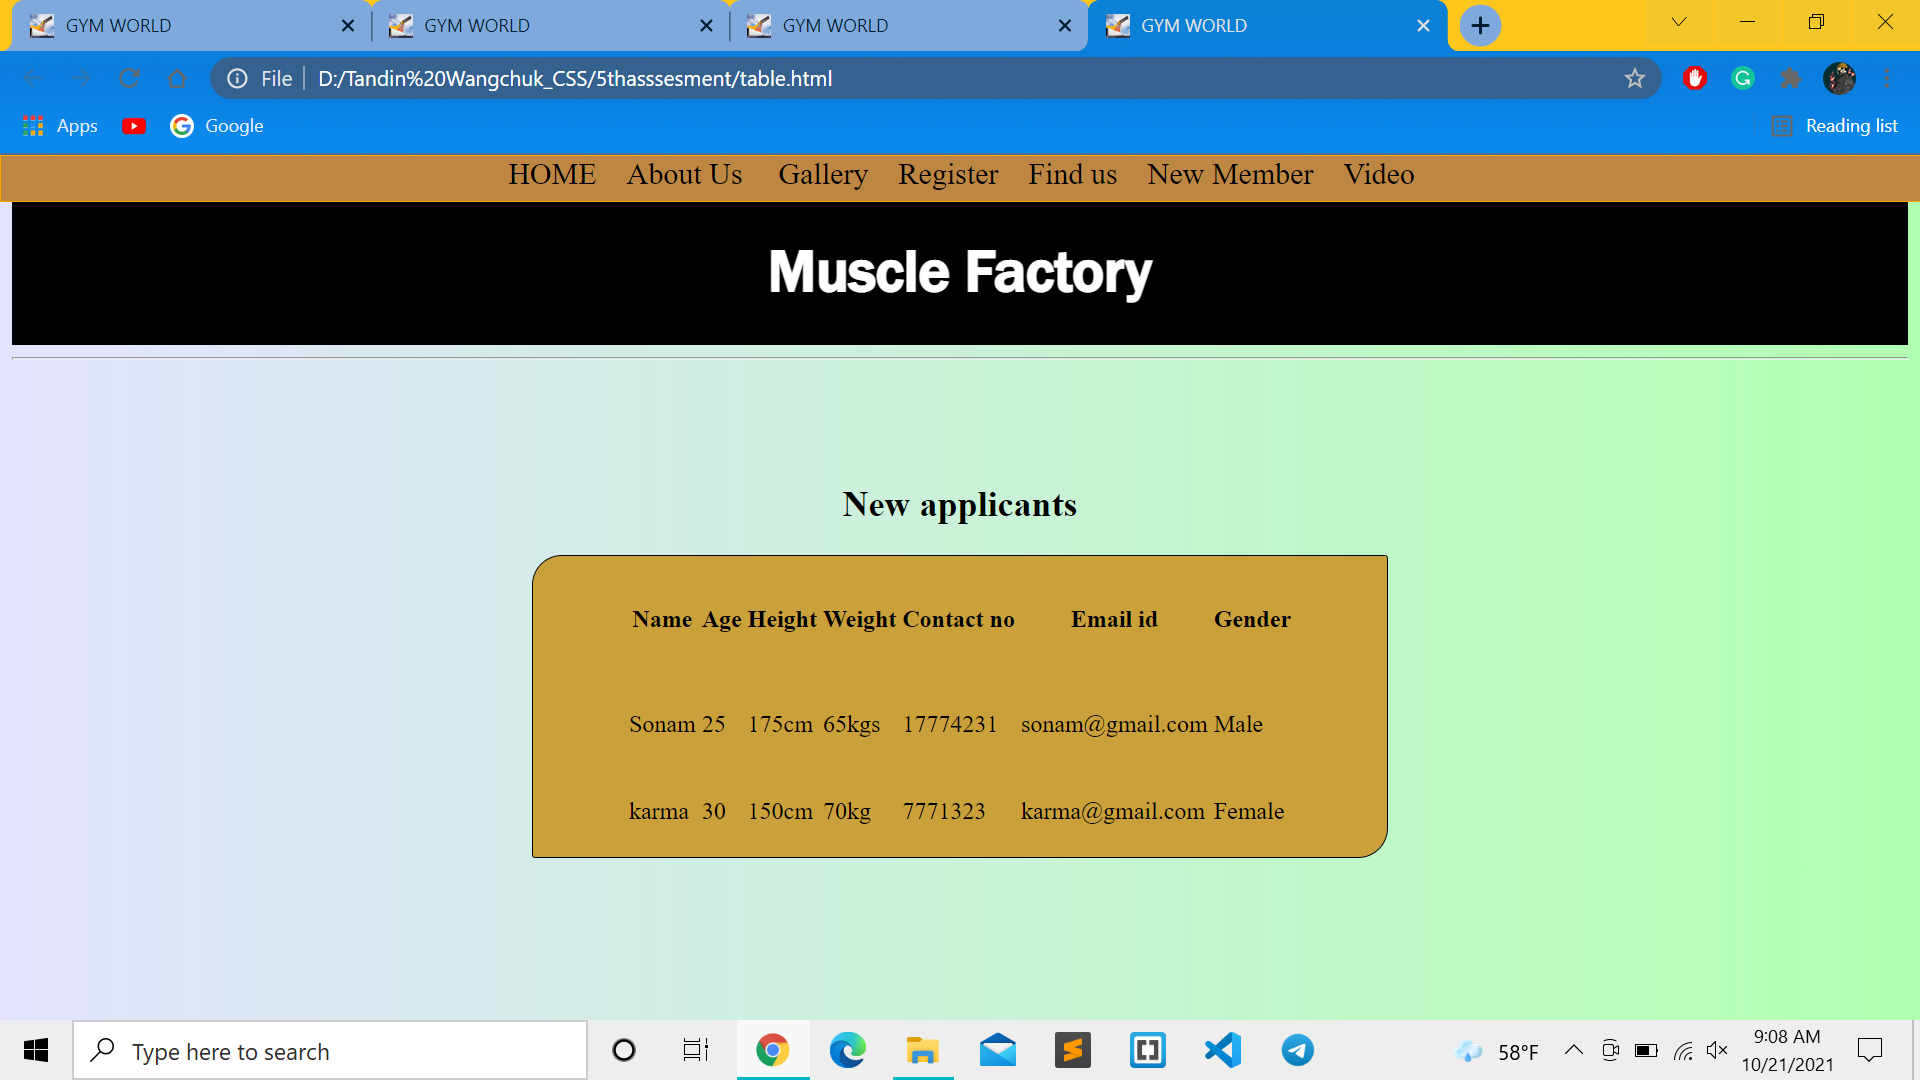 GYM WORLD GYM WORLD GYM WORLD GYM WORLD
File D:/Tandin%20Wangchuk_CSS/5thasssesment/table.html
Apps Google Reading list
HOME About Us Gallery Register Find us New Member Video
Muscle Factory
New applicants
Name Age Height Weight Contact no Email id Gender
Sonam 25 175cm 65kgs 17774231 sonam@gmail.com Male
karma 30 150cm 70kg 7771323 karma@gmail.com Female
Type here to search
58°F
9:08 AM
10/21/2021